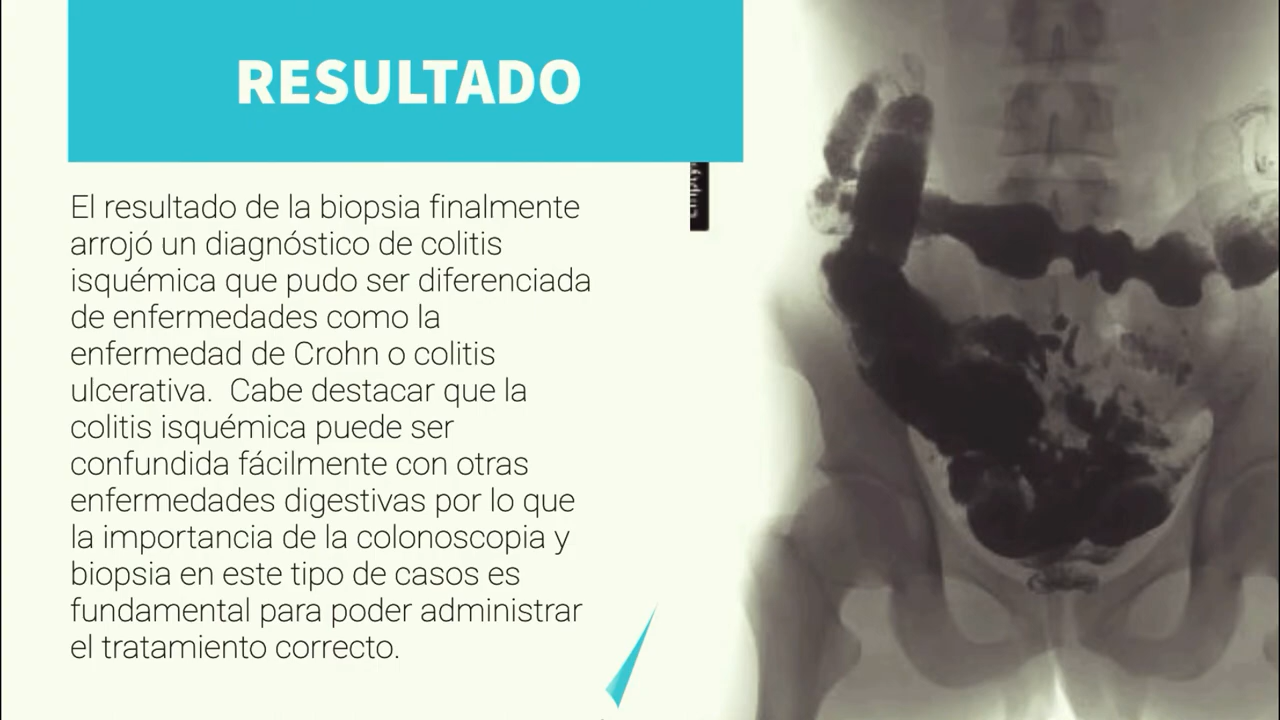 RESULTADO
El resultado de la biopsia finalmente
arrojó un diagnóstico de colitis
isquémica que pudo ser diferenciada
de enfermedades como la
enfermedad de Crohn o colitis
ulcerativa.  Cabe destacar que la
colitis isquémica puede ser
confundida fácilmente con otras
enfermedades digestivas por lo que
la importancia de la colonoscopia y
biopsia en este tipo de casos es
fundamental para poder administrar
el tratamiento correcto.